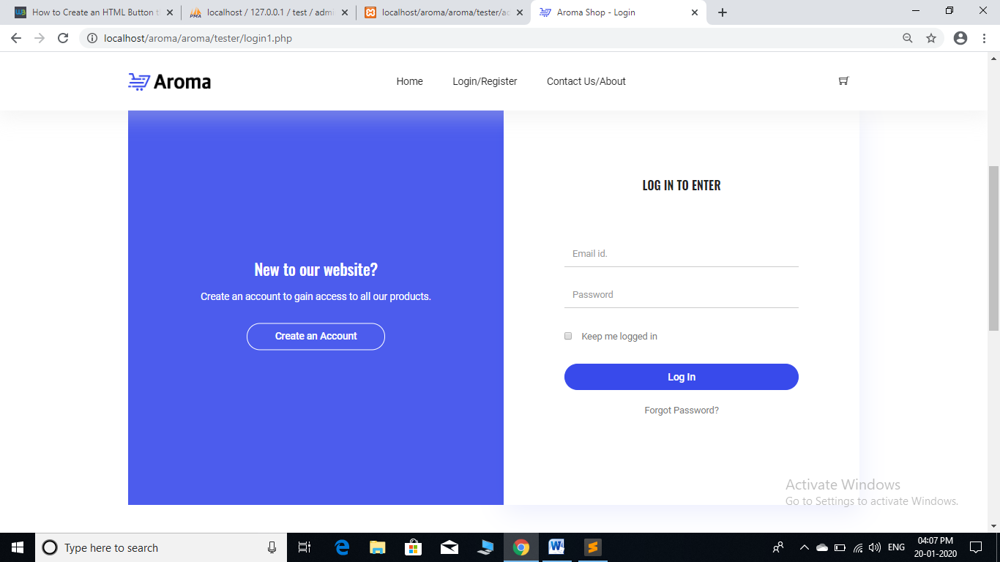 How to Create an HTML Button t
localhost / 127.0.0.1 / test / admi
localhost/aroma/aroma/tester/ac
Aroma Shop - Login
localhost/aroma/aroma/tester/login1.php
Aroma
Home
Login/Register
Contact Us/About
New to our website?
Create an account to gain access to all our products.
Create an Account
LOG IN TO ENTER
Email id.
Password
Keep me logged in
Log In
Forgot Password?
Activate Windows
Go to Settings to activate Windows.
Type here to search
ENG
04:07 PM
20-01-2020